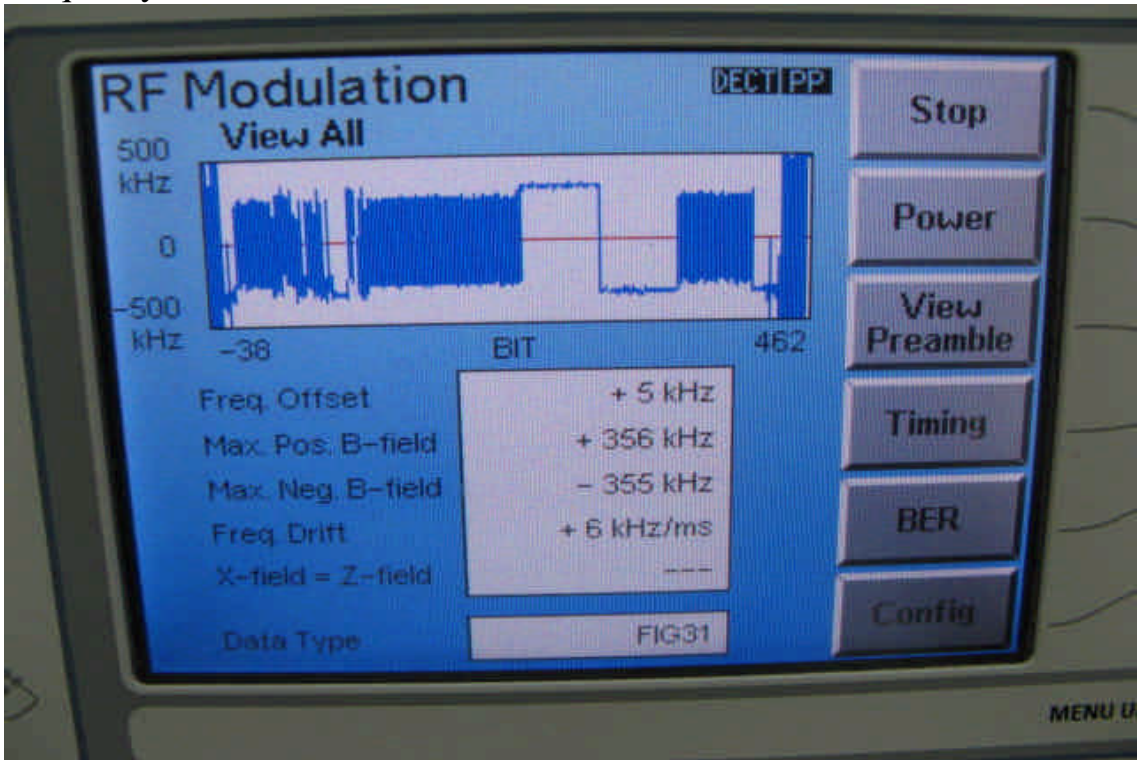 RF Modulation
DECT PP
View All
500
kHz
0
-500
kHz
-38
BIT
462
Freq. Offset + 5 kHz
Max. Pos. B-field + 356 kHz
Max. Neg. B-field - 355 kHz
Freq. Drift + 6 kHz/ms
X-field = Z-field ---
Data Type FIG31
Stop
Power
View
Preamble
Timing
BER
Config
MENU